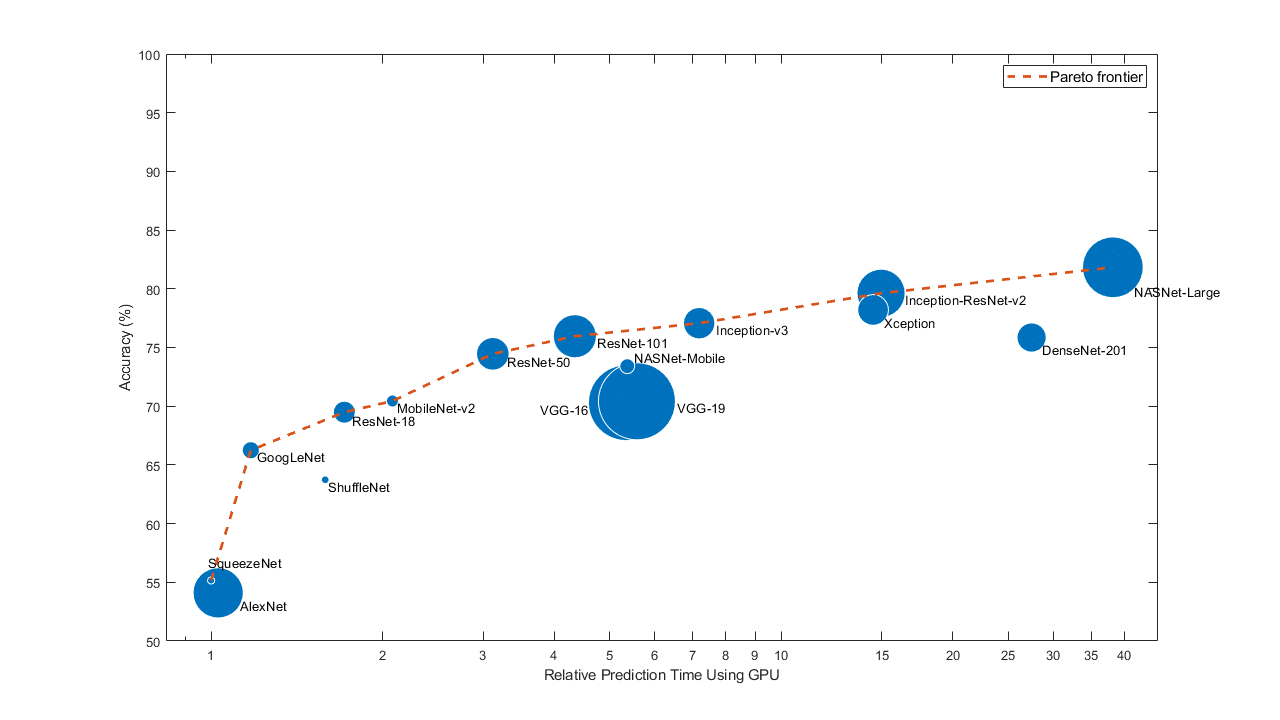 100
Pareto frontier
95
90
85
80
75
70
65
60
55
50
Accuracy (%)
NASNet-Large
Inception-ResNet-v2
Xception
Inception-v3
ResNet-101
DenseNet-201
NASNet-Mobile
ResNet-50
MobileNet-v2
VGG-16
VGG-19
ResNet-18
GoogLeNet
ShuffleNet
SqueezeNet
AlexNet
1 2 3 4 5 6 7 8 9 10 15 20 25 30 35 40
Relative Prediction Time Using GPU